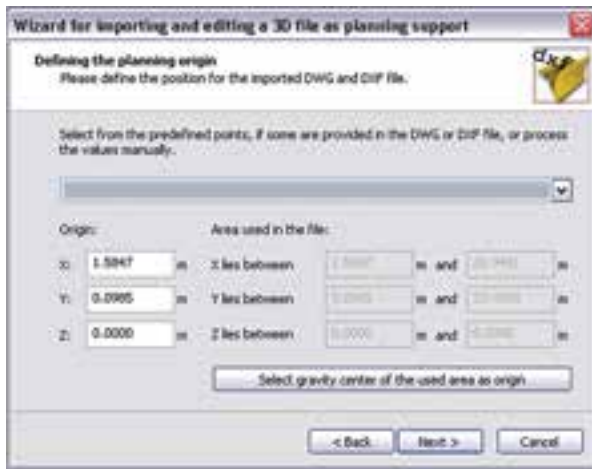 Wizard for importing and editing a 3D file as planning support
dxf
Defining the planning origin
Please define the position for the imported DWG and DXF file.
Select from the predefined points, if some are provided in the DWG or DXF file, or process
the values manually.
Origin: Area used in the file:
X: 1.5847 m X lies between m and m
Y: 0.0985 m Y lies between m and m
Z: 0.0000 m Z lies between 0.0000 m and m
Select gravity center of the used area as origin
< Back Next > Cancel